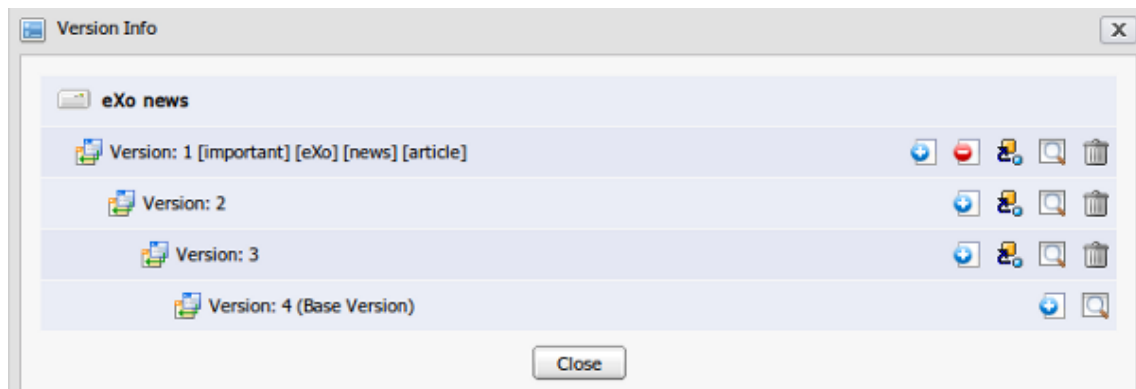 Version Info
eXo news
Version: 1 [important] [eXo] [news] [article]
Version: 2
Version: 3
Version: 4 (Base Version)
Close